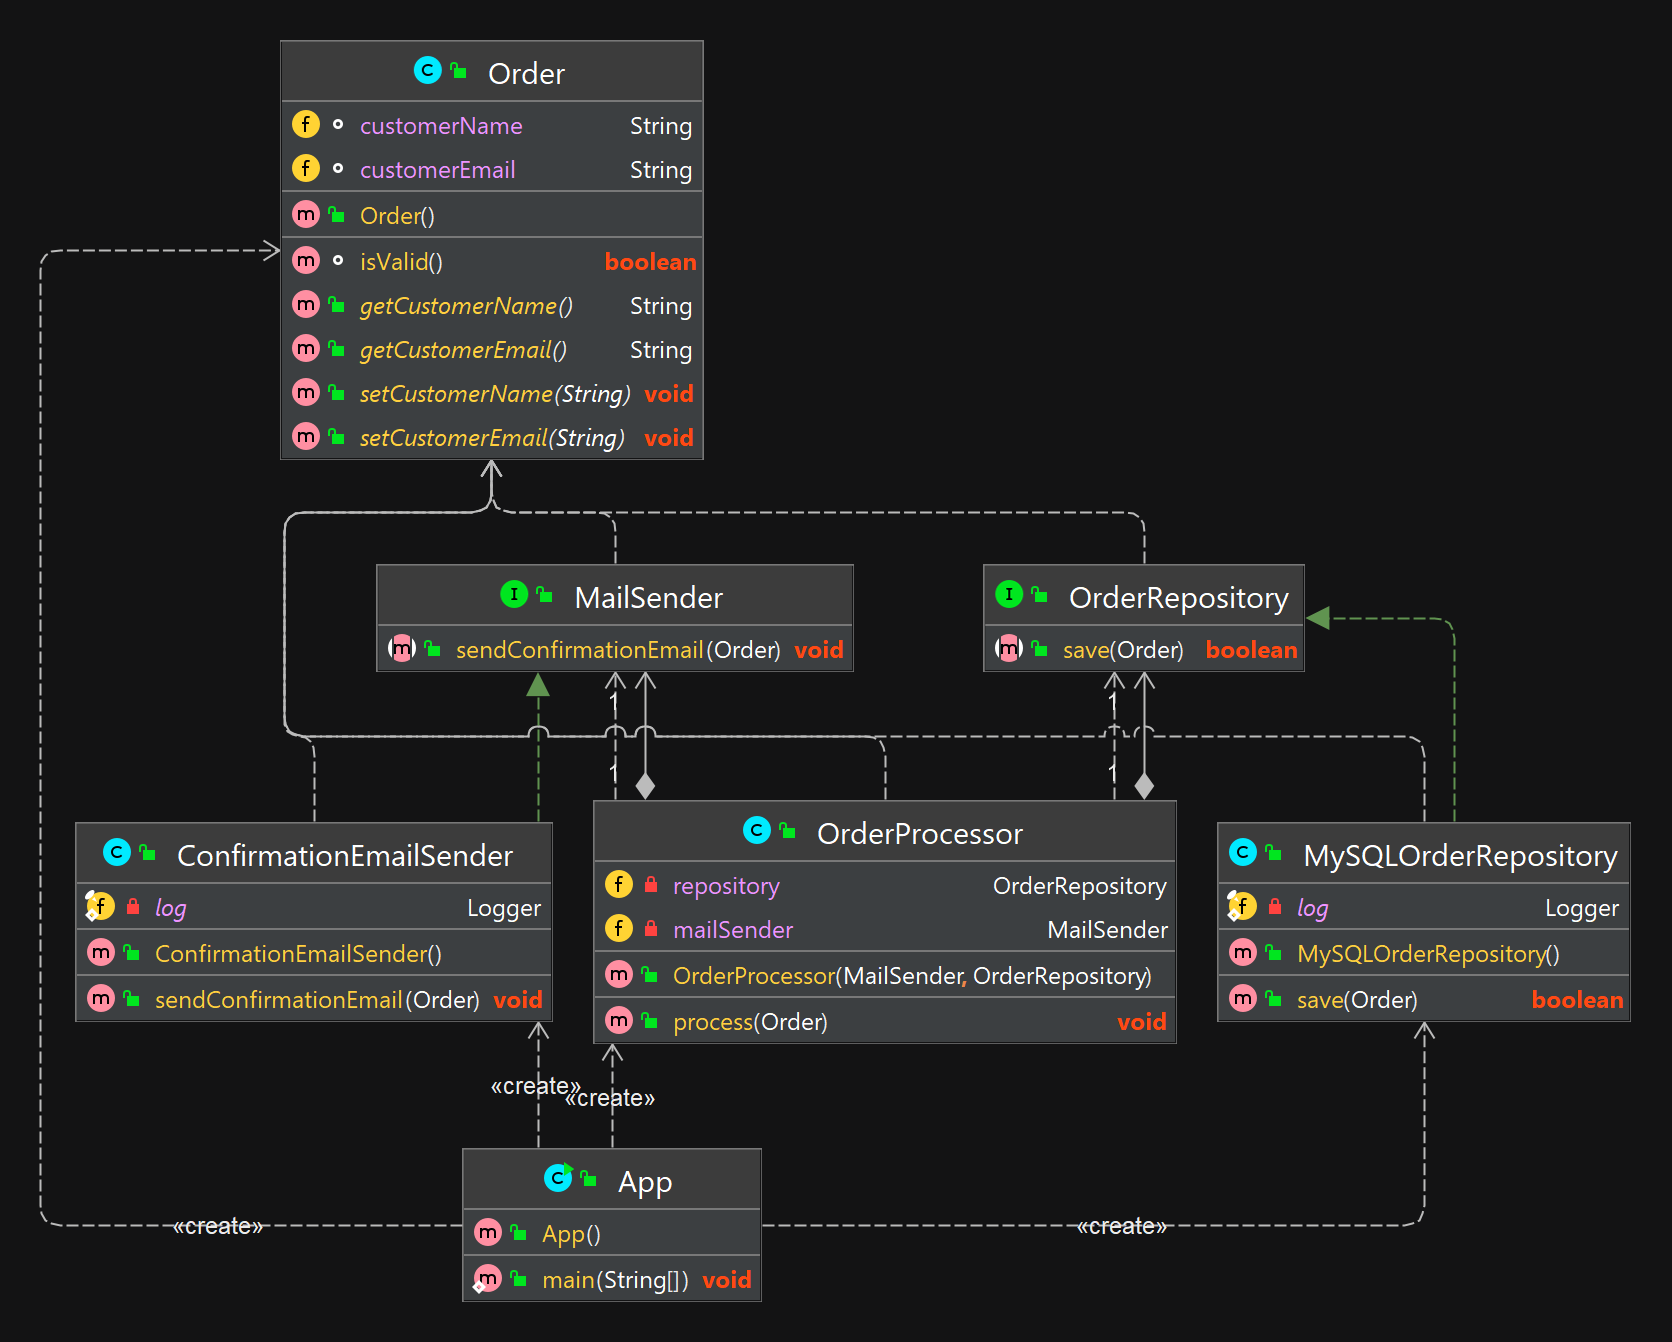 Order
customerName String
customerEmail String
Order()
isValid() boolean
getCustomerName() String
getCustomerEmail() String
setCustomerName(String) void
setCustomerEmail(String) void
MailSender
sendConfirmationEmail(Order) void
OrderRepository
save(Order) boolean
1
1
1
1
ConfirmationEmailSender
log Logger
ConfirmationEmailSender()
sendConfirmationEmail(Order) void
OrderProcessor
repository OrderRepository
mailSender MailSender
OrderProcessor(MailSender, OrderRepository)
process(Order) void
MySQLOrderRepository
log Logger
MySQLOrderRepository()
save(Order) boolean
«create»
«create»
App
App()
main(String[]) void
«create»
«create»